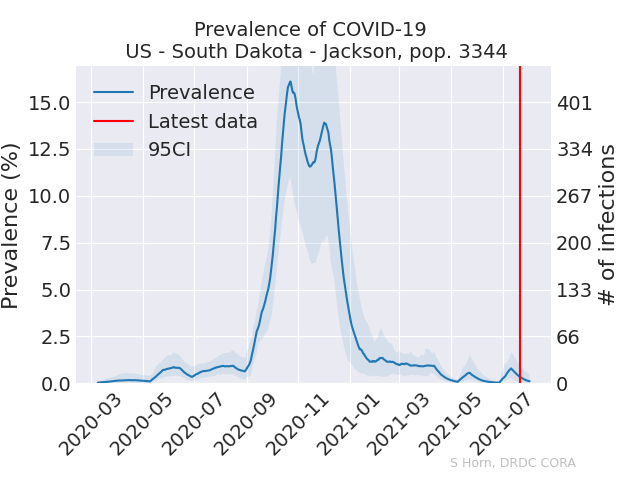 Prevalence of COVID-19
US - South Dakota - Jackson, pop. 3344
Prevalence
Latest data
95CI
Prevalence (%)
15.0
12.5
10.0
7.5
5.0
2.5
0.0
401
334
267
200
133
66
0
# of infections
2020-03
2020-05
2020-07
2020-09
2020-11
2021-01
2021-03
2021-05
2021-07
S Horn, DRDC CORA